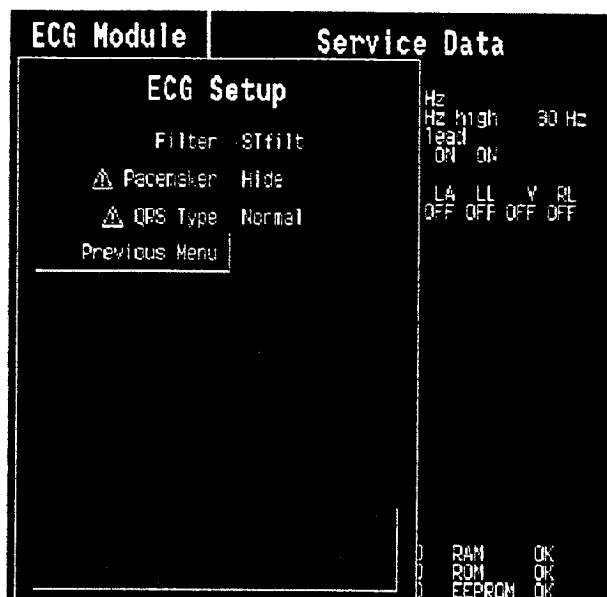 ECG Module
Service Data
ECG Setup
Filter STfilt
Pacemaker Hide
QRS Type Normal
Previous Menu
Hz
Hz high 30 Hz
lead
ON ON
LA LL V RL
OFF OFF OFF OFF
RAM OK
ROM OK
EEPROM OK